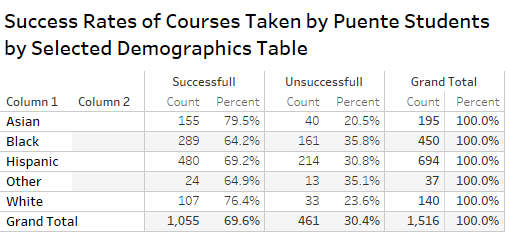 Success Rates of Courses Taken by Puente Students
by Selected Demographics Table
Successfull Unsuccessfull Grand Total
Column 1 Column 2 Count Percent Count Percent Count Percent
Asian 155 79.5% 40 20.5% 195 100.0%
Black 289 64.2% 161 35.8% 450 100.0%
Hispanic 480 69.2% 214 30.8% 694 100.0%
Other 24 64.9% 13 35.1% 37 100.0%
White 107 76.4% 33 23.6% 140 100.0%
Grand Total 1,055 69.6% 461 30.4% 1,516 100.0%